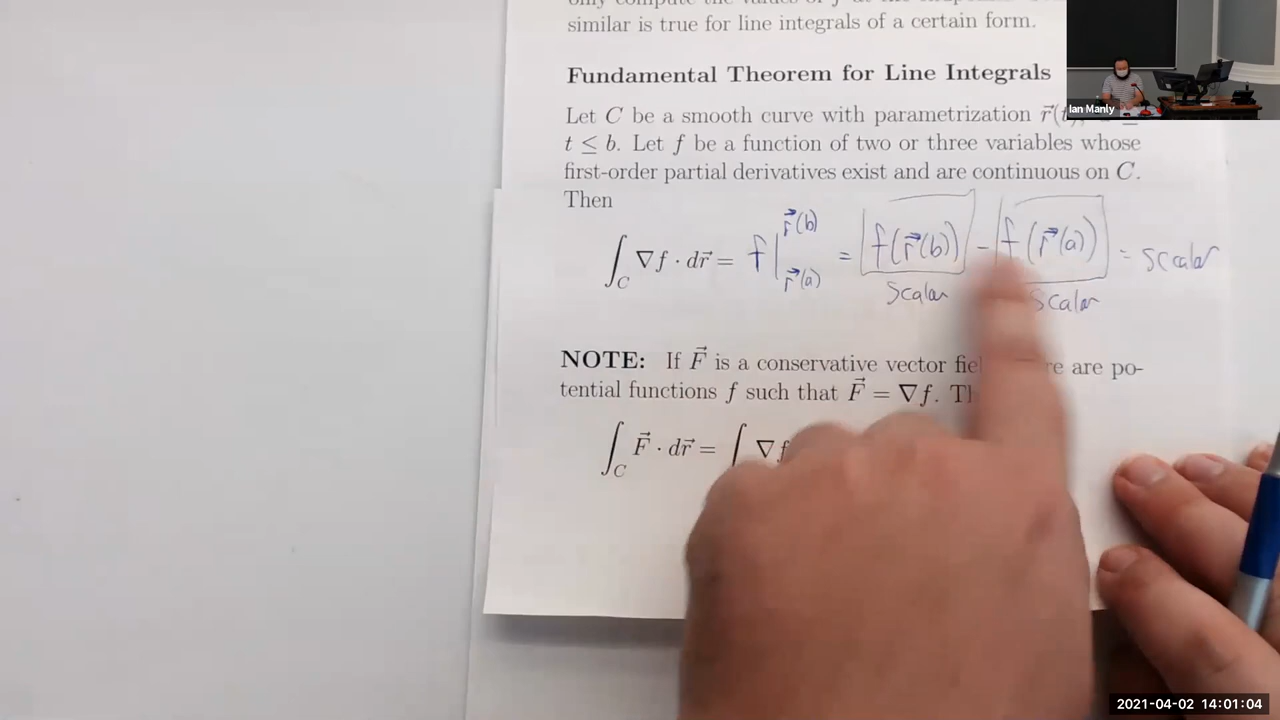 similar is true for line integrals of a certain form.
Fundamental Theorem for Line Integrals
Let C be a smooth curve with parametrization r⃗(t),
t ≤ b. Let f be a function of two or three variables whose
first-order partial derivatives exist and are continuous on C.
Then
∫_C ∇f · dr⃗ = f |_{r⃗(a)}^{r⃗(b)} = f(r⃗(b)) − f(r⃗(a)) = scalar
scalar scalar
NOTE: If F⃗ is a conservative vector are po-
tential functions f such that F⃗ = ∇f.
∫_C F⃗ · dr⃗ = ∫ ∇f
Ian Manly
2021-04-02 14:01:04